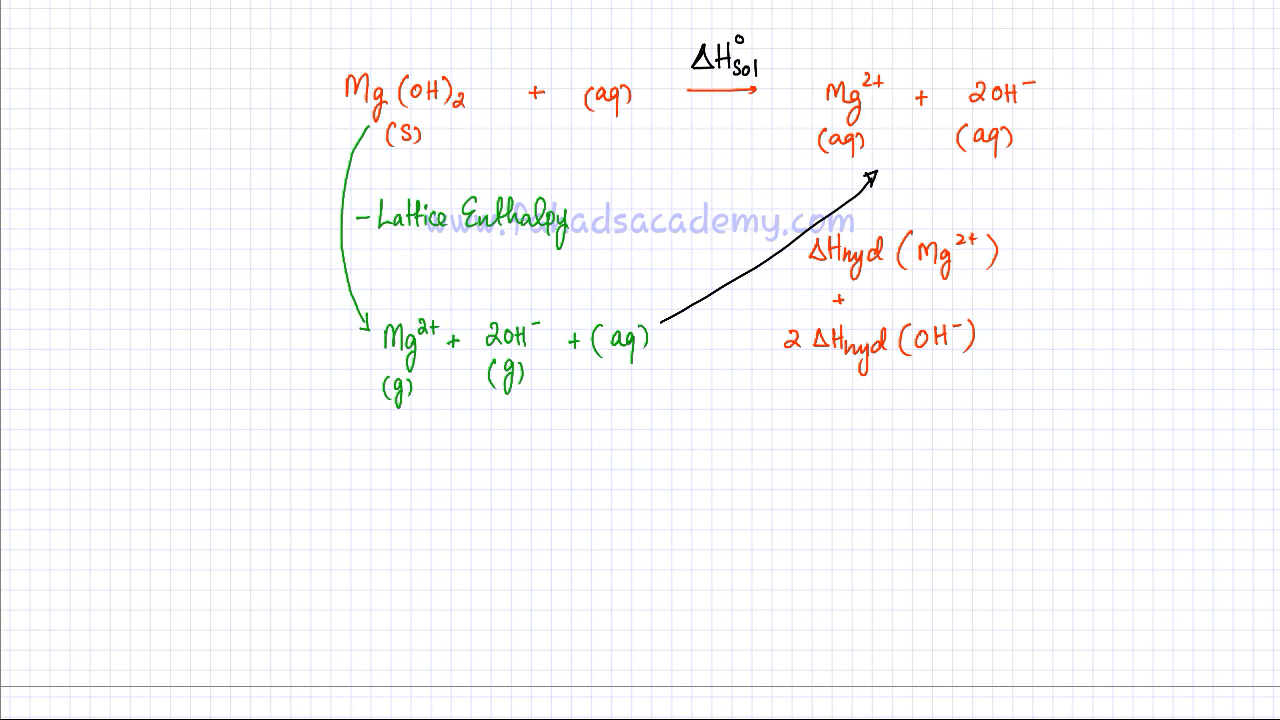 ΔH°sol
Mg(OH)₂ + (aq) → Mg²⁺ + 2OH⁻
(s) (aq) (aq)
- Lattice Enthalpy
www.Fahadsacademy.com
ΔHhyd (Mg²⁺)
+
2 ΔHhyd (OH⁻)
Mg²⁺ + 2OH⁻ + (aq)
(g) (g)